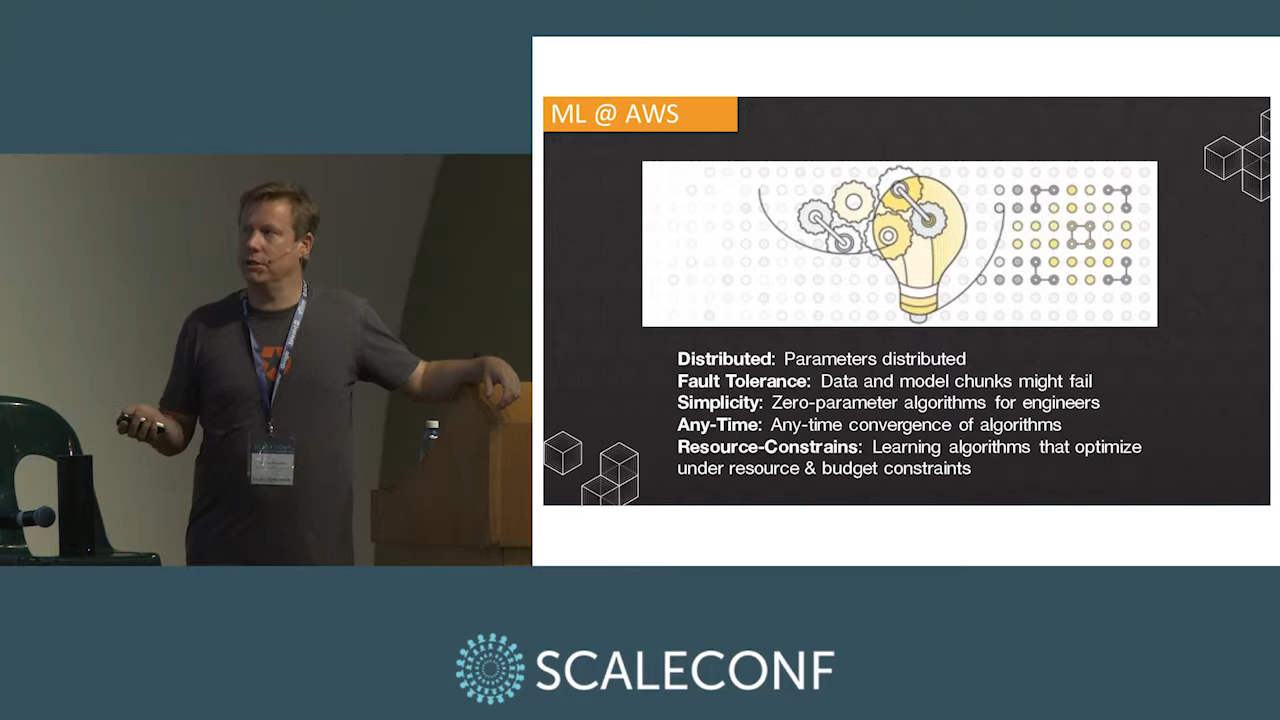 ML @ AWS
Distributed: Parameters distributed
Fault Tolerance: Data and model chunks might fail
Simplicity: Zero-parameter algorithms for engineers
Any-Time: Any-time convergence of algorithms
Resource-Constrains: Learning algorithms that optimize
under resource & budget constraints
SCALECONF